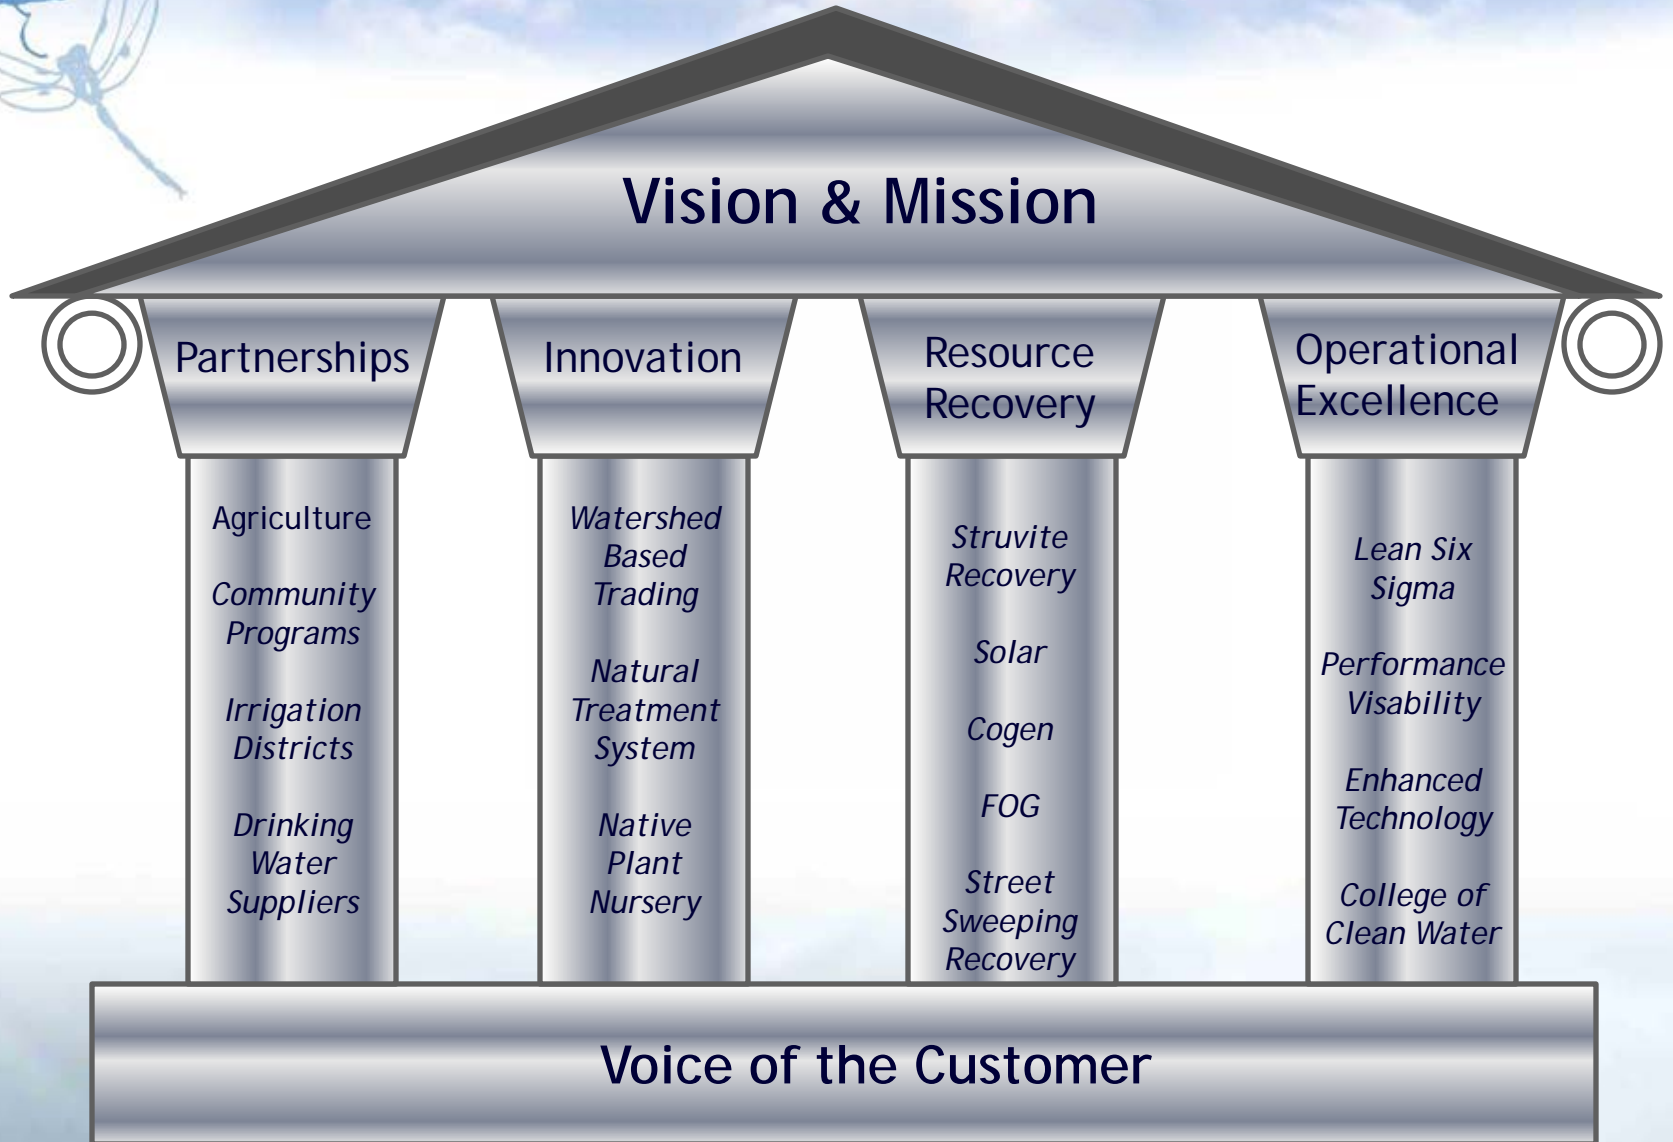 Vision & Mission
Partnerships
Agriculture
Community
Programs
Irrigation
Districts
Drinking
Water
Suppliers
Innovation
Watershed
Based
Trading
Natural
Treatment
System
Native
Plant
Nursery
Resource
Recovery
Struvite
Recovery
Solar
Cogen
FOG
Street
Sweeping
Recovery
Operational
Excellence
Lean Six
Sigma
Performance
Visability
Enhanced
Technology
College of
Clean Water
Voice of the Customer